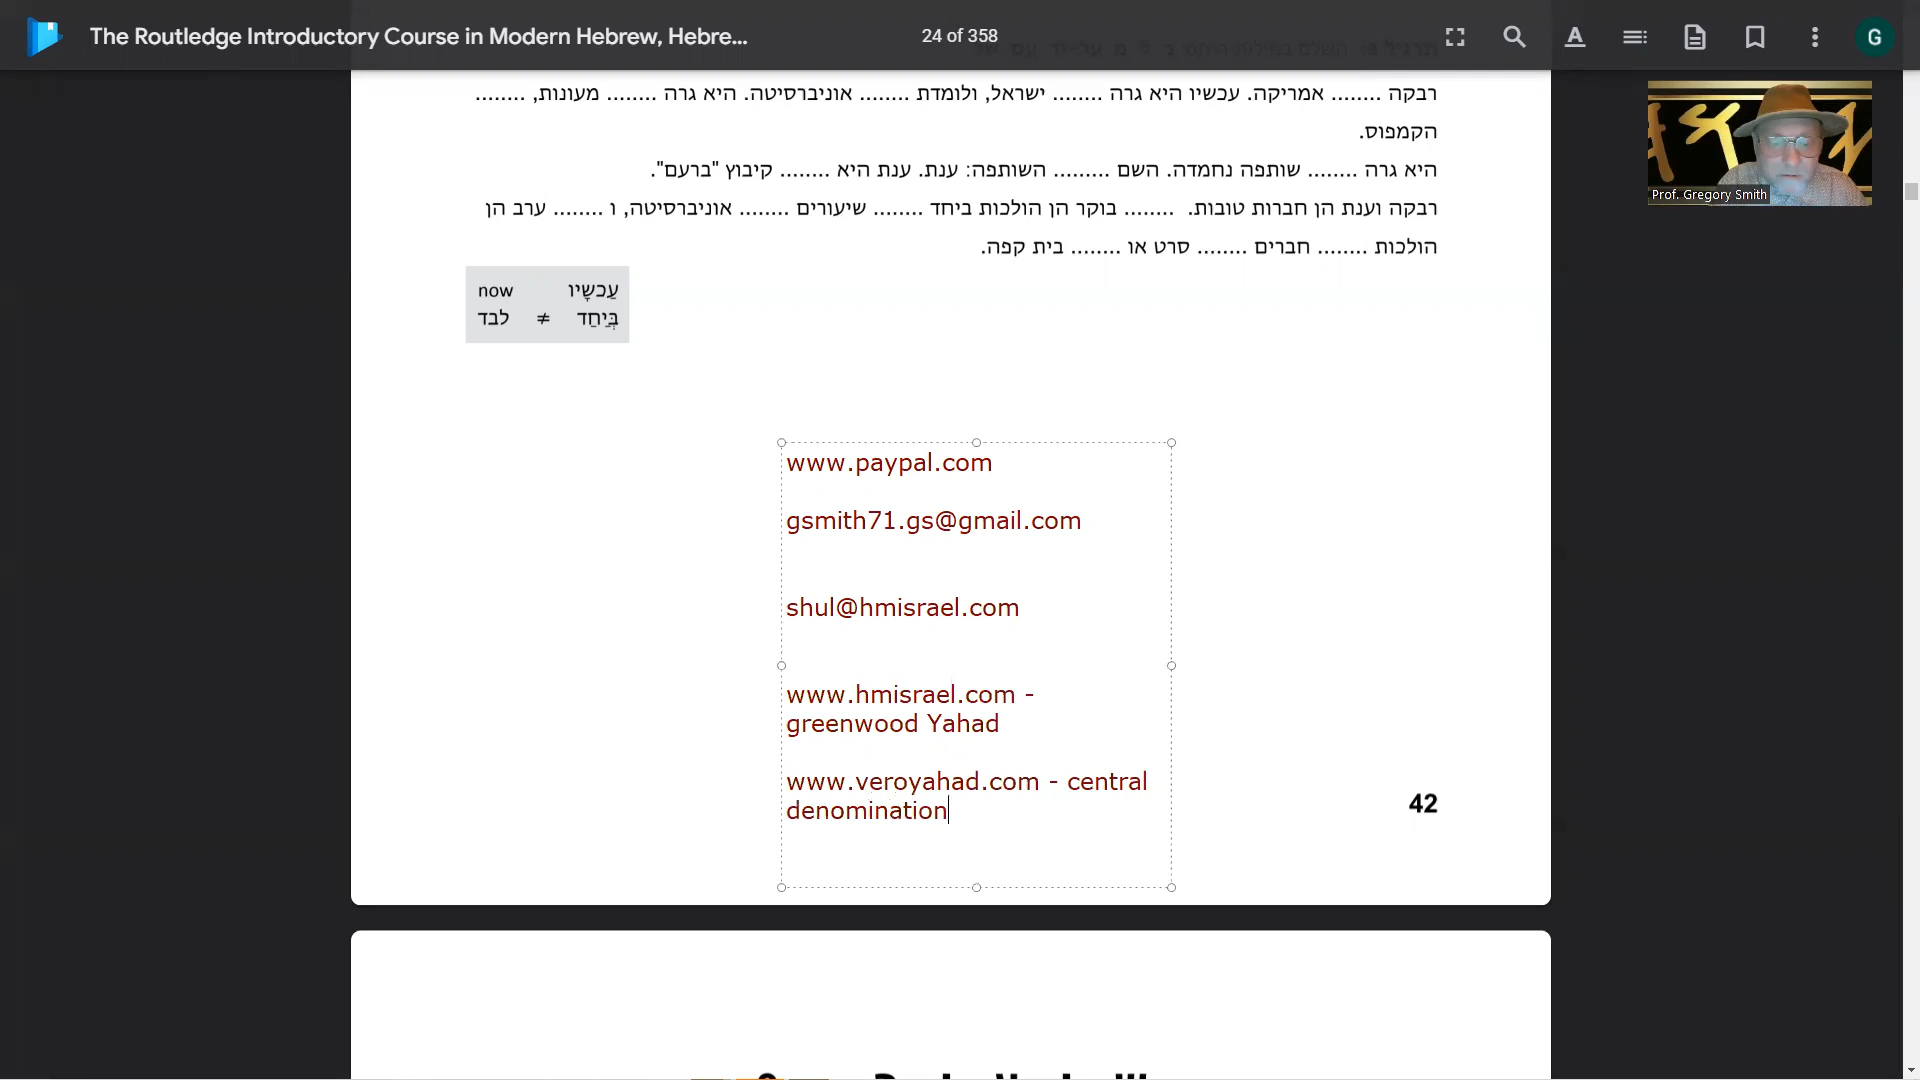 The Routledge Introductory Course in Modern Hebrew, Hebre...
24 of 358
G
רבקה ........ אמריקה. עכשיו היא גרה ........ ישראל, ולומדת ........ אוניברסיטה. היא גרה ........ מעונות, ........
הקמפוס.
היא גרה ........ שותפה נחמדה. השם ......... השותפה: ענת. ענת היא ........ קיבוץ "ברעם".
רבקה וענת הן חברות טובות. ........ בוקר הן הולכות ביחד ........ שיעורים ........ אוניברסיטה, ו ........ ערב הן
הולכות ........ חברים ........ סרט או ........ בית קפה.
עַכשָיו now
בְּיַחַד ≠ לבד
Prof. Gregory Smith
www.paypal.com
gsmith71.gs@gmail.com
shul@hmisrael.com
www.hmisrael.com -
greenwood Yahad
www.veroyahad.com - central
denomination
42